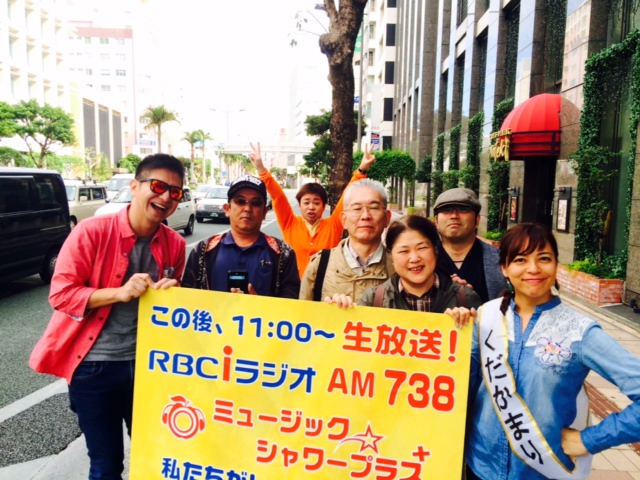 この後、11:00〜 生放送!
RBCiラジオ AM 738
ミュージック
シャワープラス+
私たちが
くだかまい